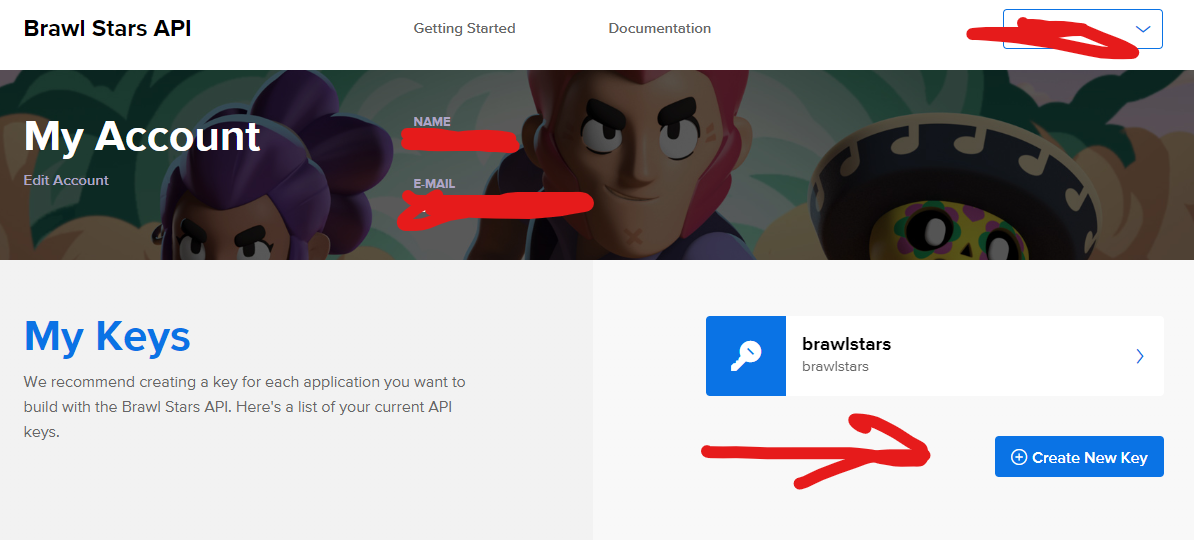 Brawl Stars API
Getting Started
Documentation
My Account
Edit Account
NAME
E-MAIL
My Keys
We recommend creating a key for each application you want to
build with the Brawl Stars API. Here's a list of your current API
keys.
brawlstars
brawlstars
Create New Key